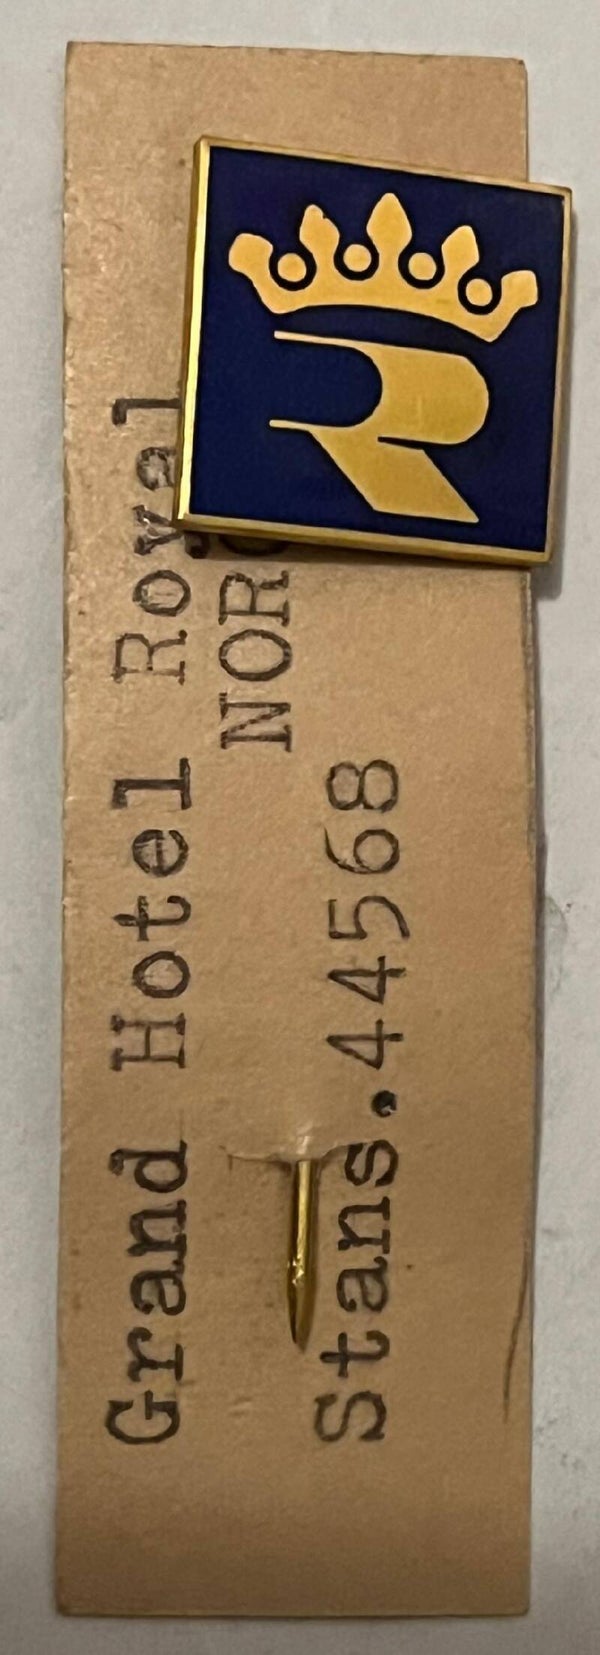 Grand Hotel Royal
NOR
Stans.44568
R